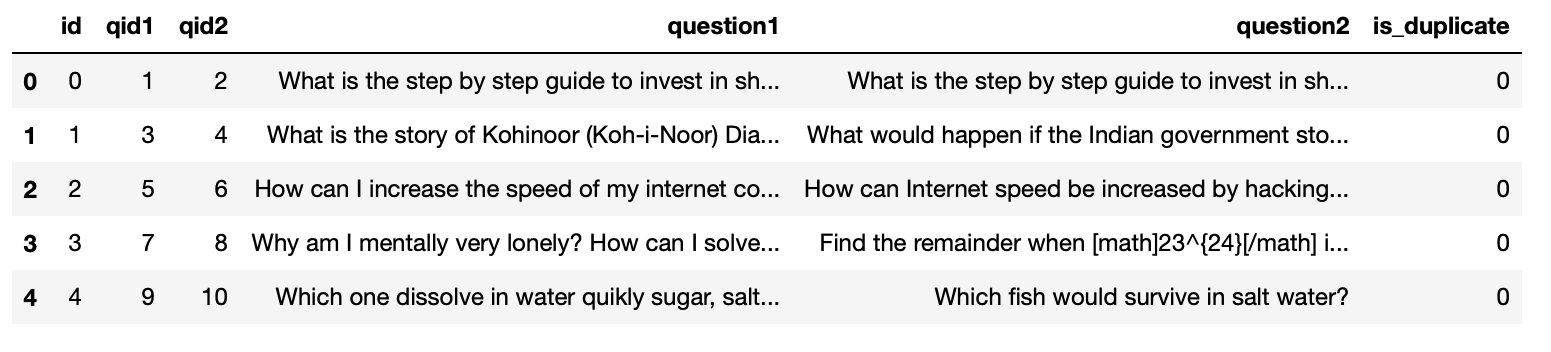 id qid1 qid2 question1 question2 is_duplicate
0 0 1 2 What is the step by step guide to invest in sh... What is the step by step guide to invest in sh... 0
1 1 3 4 What is the story of Kohinoor (Koh-i-Noor) Dia... What would happen if the Indian government sto... 0
2 2 5 6 How can I increase the speed of my internet co... How can Internet speed be increased by hacking... 0
3 3 7 8 Why am I mentally very lonely? How can I solve... Find the remainder when [math]23^{24}[/math] i... 0
4 4 9 10 Which one dissolve in water quikly sugar, salt... Which fish would survive in salt water? 0